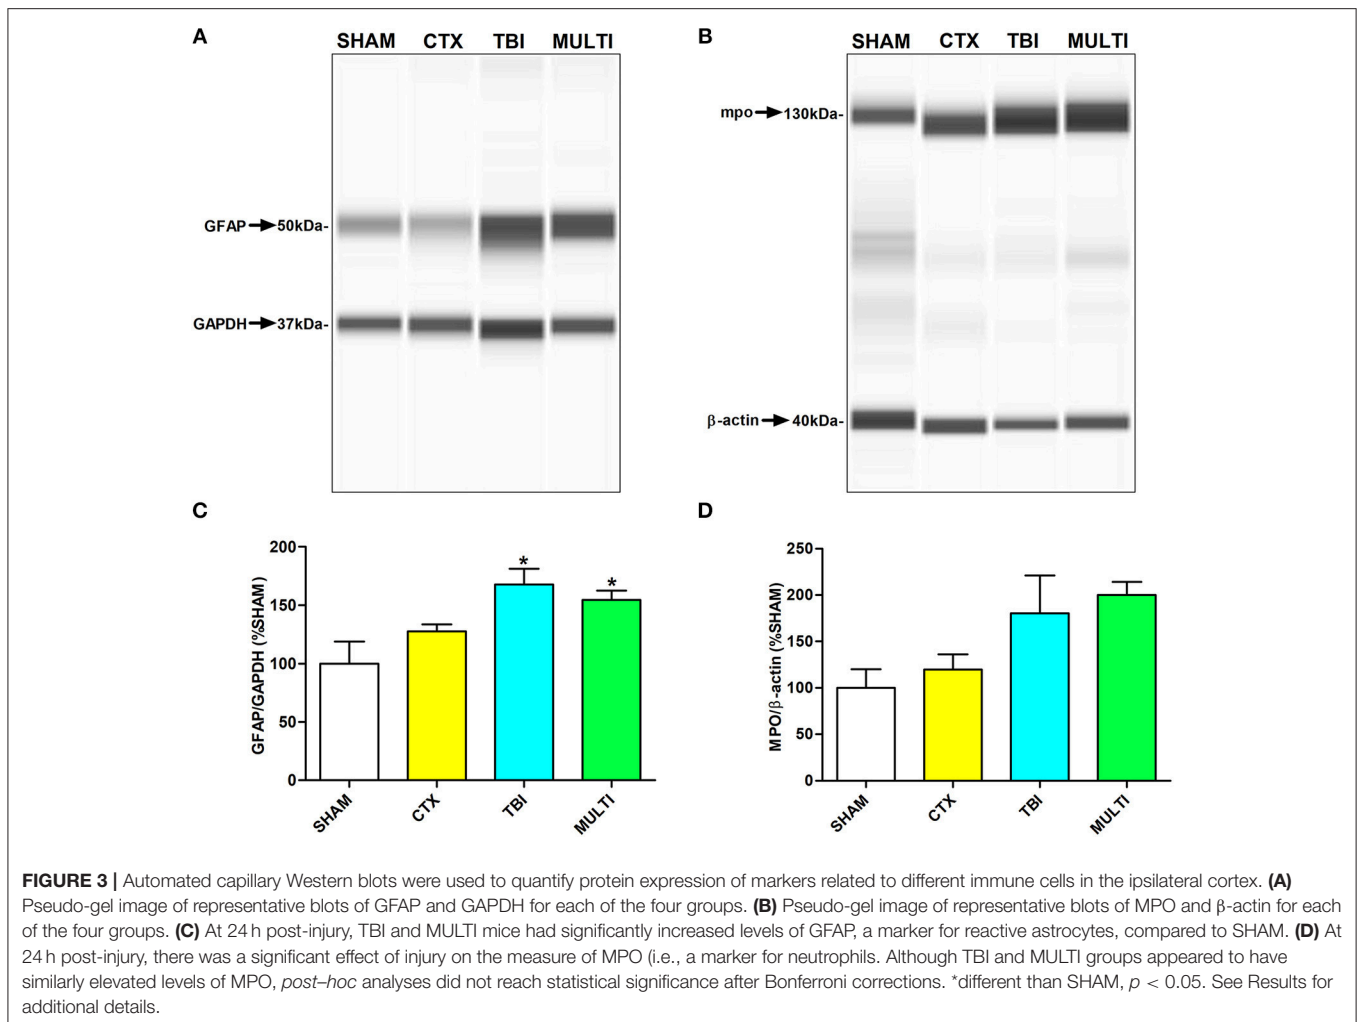 A
SHAM CTX TBI MULTI
GFAP 50kDa-
GAPDH 37kDa-
B
SHAM CTX TBI MULTI
mpo 130kDa-
β-actin 40kDa-
C
GFAP/GAPDH (%SHAM)
200
150
100
50
0
* *
SHAM CTX TBI MULTI
D
MPO/β-actin (%SHAM)
250
200
150
100
50
0
SHAM CTX TBI MULTI
FIGURE 3 | Automated capillary Western blots were used to quantify protein expression of markers related to different immune cells in the ipsilateral cortex. (A)
Pseudo-gel image of representative blots of GFAP and GAPDH for each of the four groups. (B) Pseudo-gel image of representative blots of MPO and β-actin for each
of the four groups. (C) At 24 h post-injury, TBI and MULTI mice had significantly increased levels of GFAP, a marker for reactive astrocytes, compared to SHAM. (D) At
24 h post-injury, there was a significant effect of injury on the measure of MPO (i.e., a marker for neutrophils. Although TBI and MULTI groups appeared to have
similarly elevated levels of MPO, post–hoc analyses did not reach statistical significance after Bonferroni corrections. *different than SHAM, p < 0.05. See Results for
additional details.